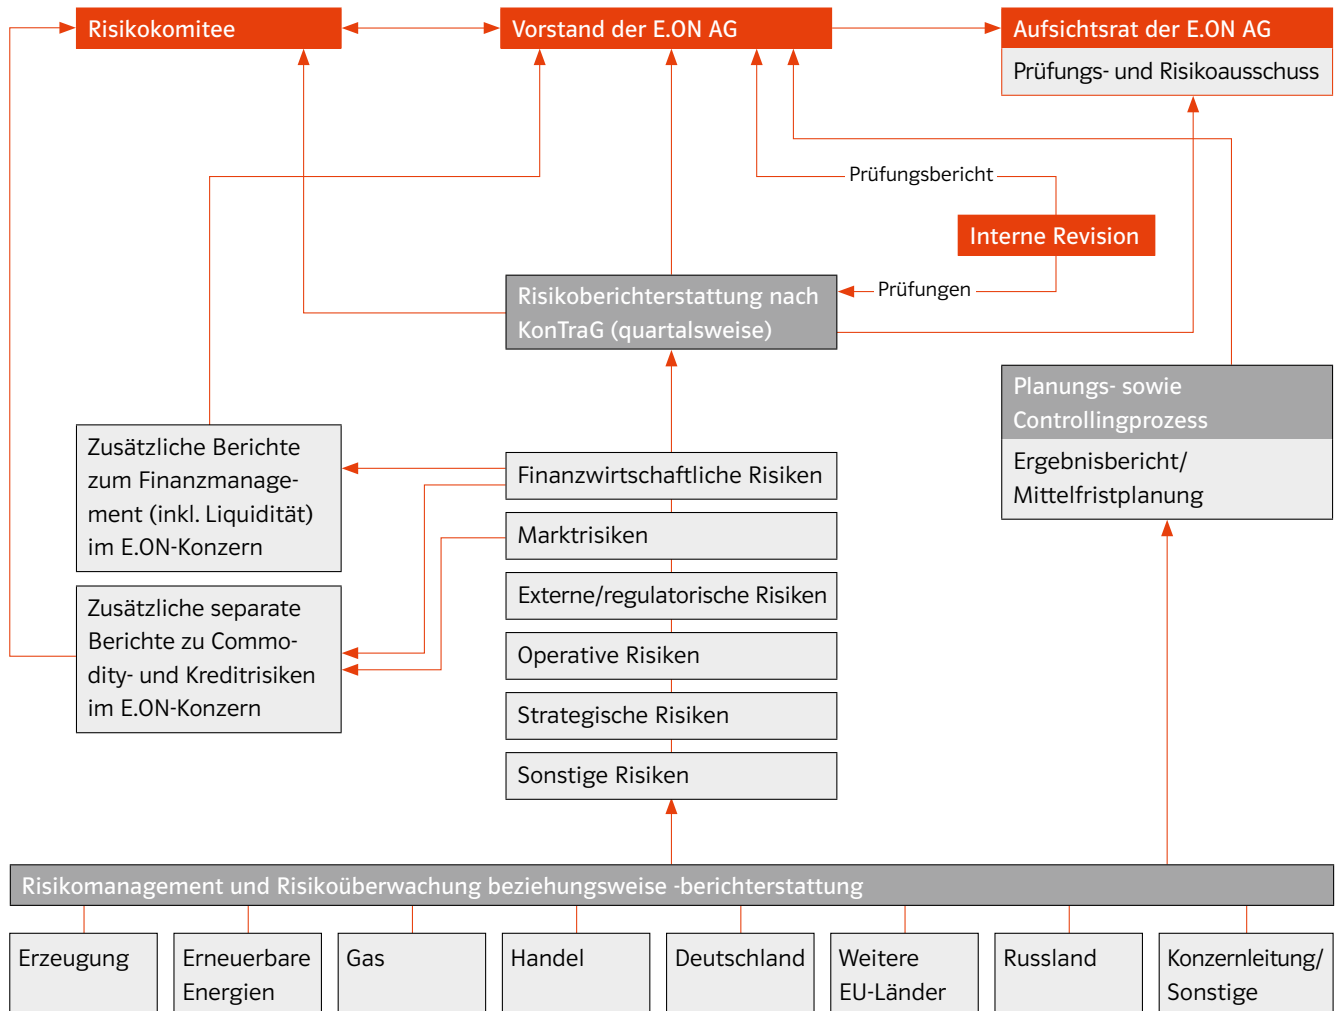 Risikokomitee
Vorstand der E.ON AG
Aufsichtsrat der E.ON AG
Prüfungs- und Risikoausschuss
Prüfungsbericht
Interne Revision
Prüfungen
Risikoberichterstattung nach
KonTraG (quartalsweise)
Planungs- sowie
Controllingprozess
Ergebnisbericht/
Mittelfristplanung
Zusätzliche Berichte
zum Finanzmanage-
ment (inkl. Liquidität)
im E.ON-Konzern
Zusätzliche separate
Berichte zu Commo-
dity- und Kreditrisiken
im E.ON-Konzern
Finanzwirtschaftliche Risiken
Marktrisiken
Externe/regulatorische Risiken
Operative Risiken
Strategische Risiken
Sonstige Risiken
Risikomanagement und Risikoüberwachung beziehungsweise -berichterstattung
Erzeugung
Erneuerbare
Energien
Gas
Handel
Deutschland
Weitere
EU-Länder
Russland
Konzernleitung/
Sonstige